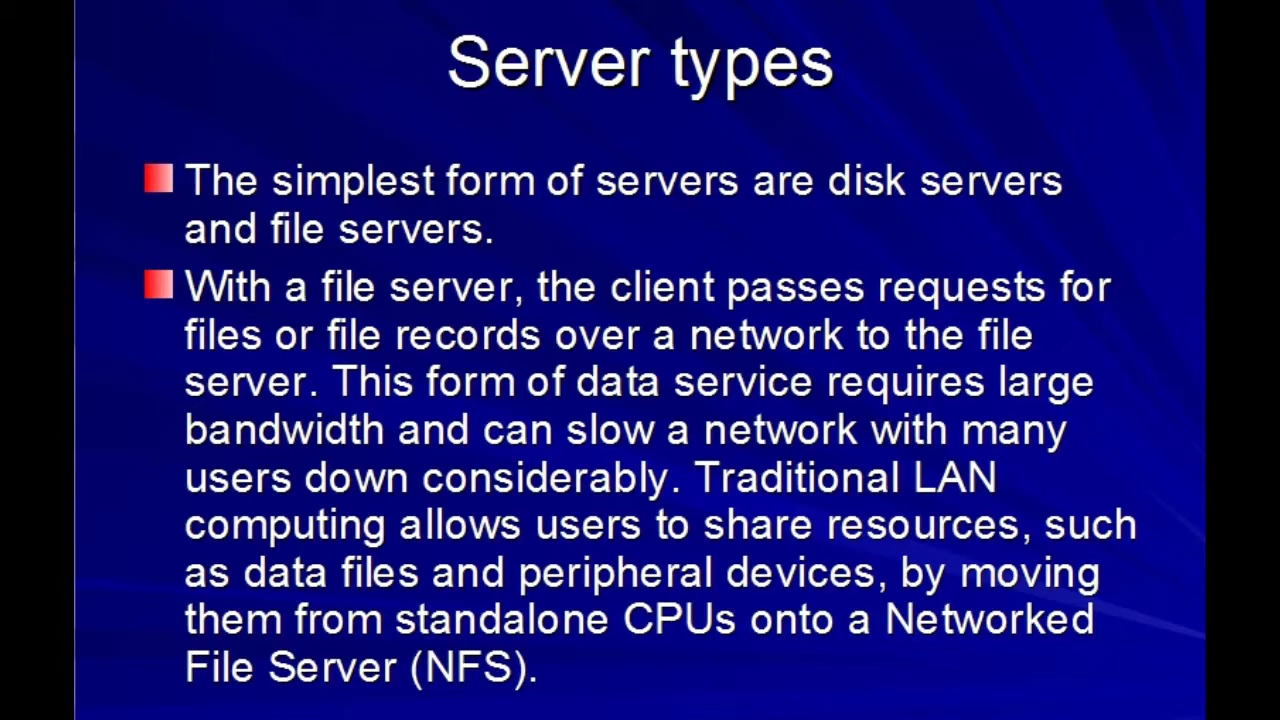 Server types
The simplest form of servers are disk servers
and file servers.
With a file server, the client passes requests for
files or file records over a network to the file
server. This form of data service requires large
bandwidth and can slow a network with many
users down considerably. Traditional LAN
computing allows users to share resources, such
as data files and peripheral devices, by moving
them from standalone CPUs onto a Networked
File Server (NFS).